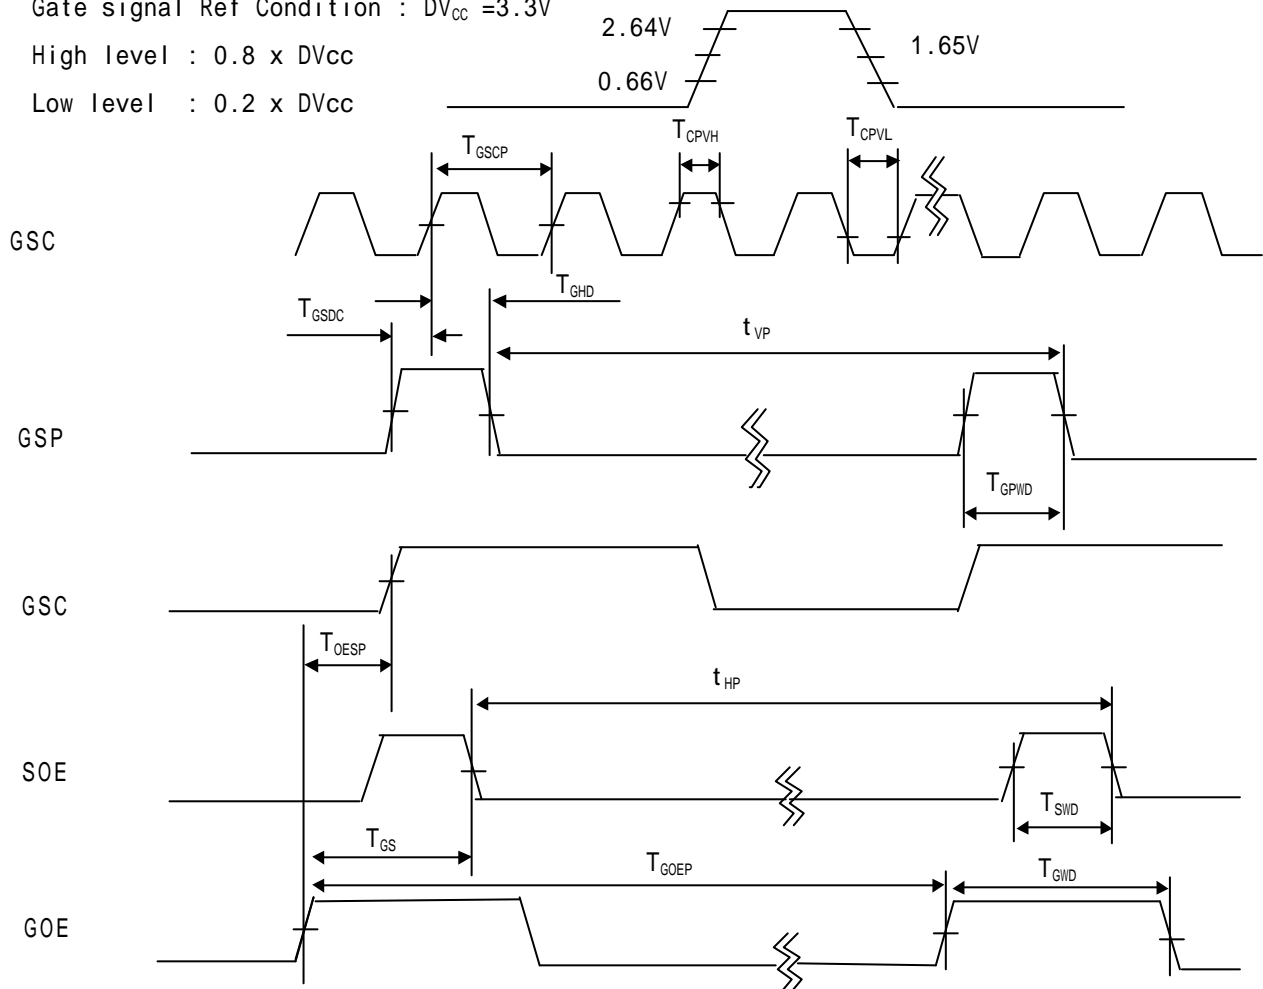 Gate signal Ref Condition : DVCC =3.3V
High level : 0.8 x DVcc
Low level : 0.2 x DVcc
2.64V
1.65V
0.66V
TCPVH
TCPVL
TGSCP
GSC
TGHD
TGSDC
tVP
GSP
TGPWD
GSC
TOESP
tHP
SOE
TSWD
TGS
TGOEP
TGWD
GOE